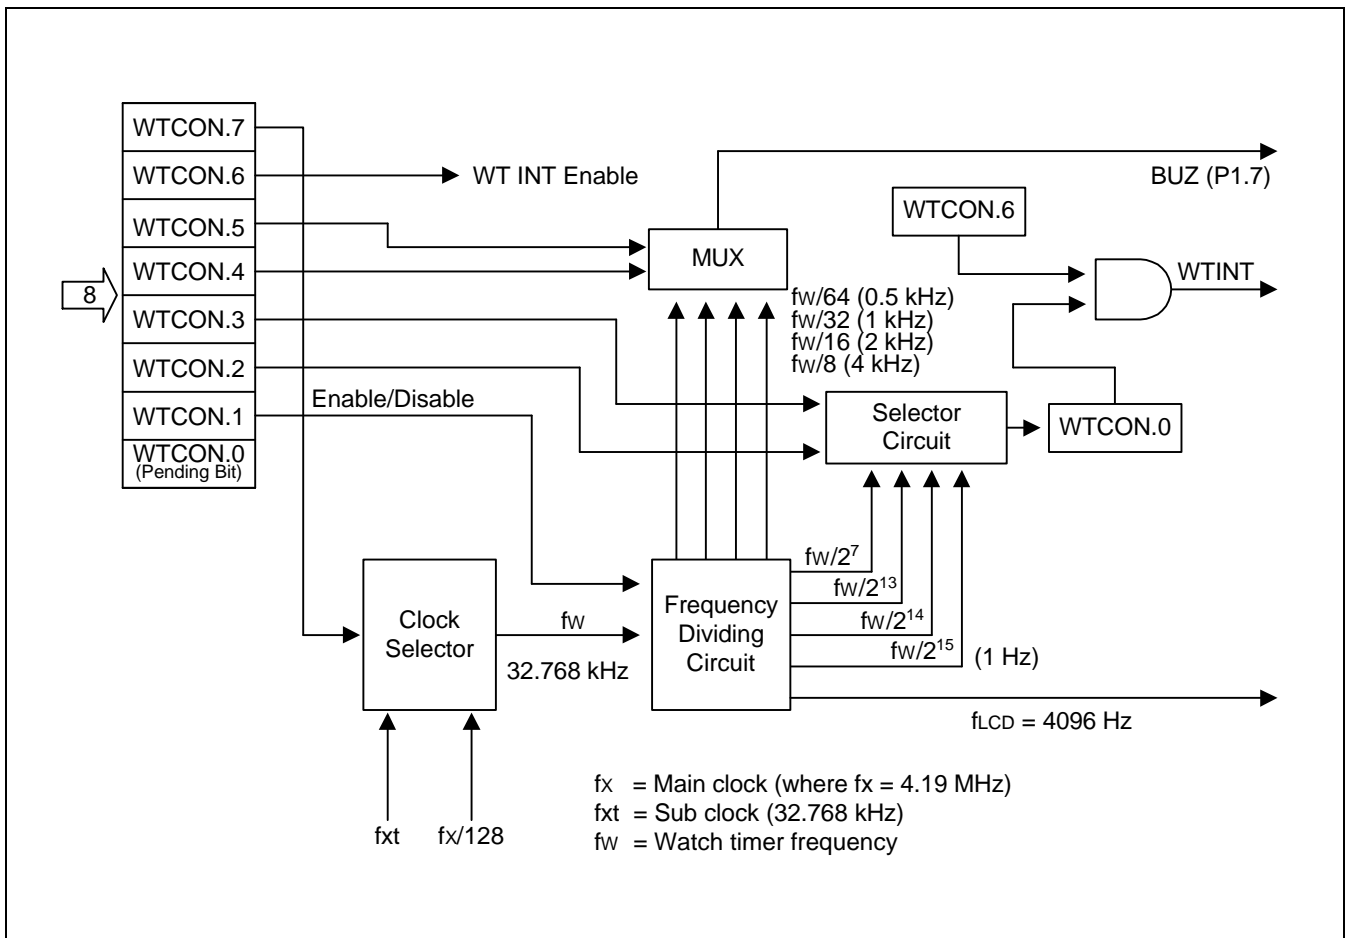 WTCON.7
WTCON.6
WT INT Enable
BUZ (P1.7)
WTCON.5
WTCON.6
MUX
WTCON.4
WTINT
8
fw/64 (0.5 kHz)
WTCON.3
fw/32 (1 kHz)
fw/16 (2 kHz)
WTCON.2
fw/8 (4 kHz)
Enable/Disable
WTCON.1
Selector
Circuit
WTCON.0
WTCON.0
(Pending Bit)
fw/2⁷
fw/2¹³
Clock
Selector
fw
Frequency
Dividing
Circuit
fw/2¹⁴
fw/2¹⁵ (1 Hz)
32.768 kHz
fLCD = 4096 Hz
fx = Main clock (where fx = 4.19 MHz)
fxt = Sub clock (32.768 kHz)
fxt
fx/128
fw = Watch timer frequency